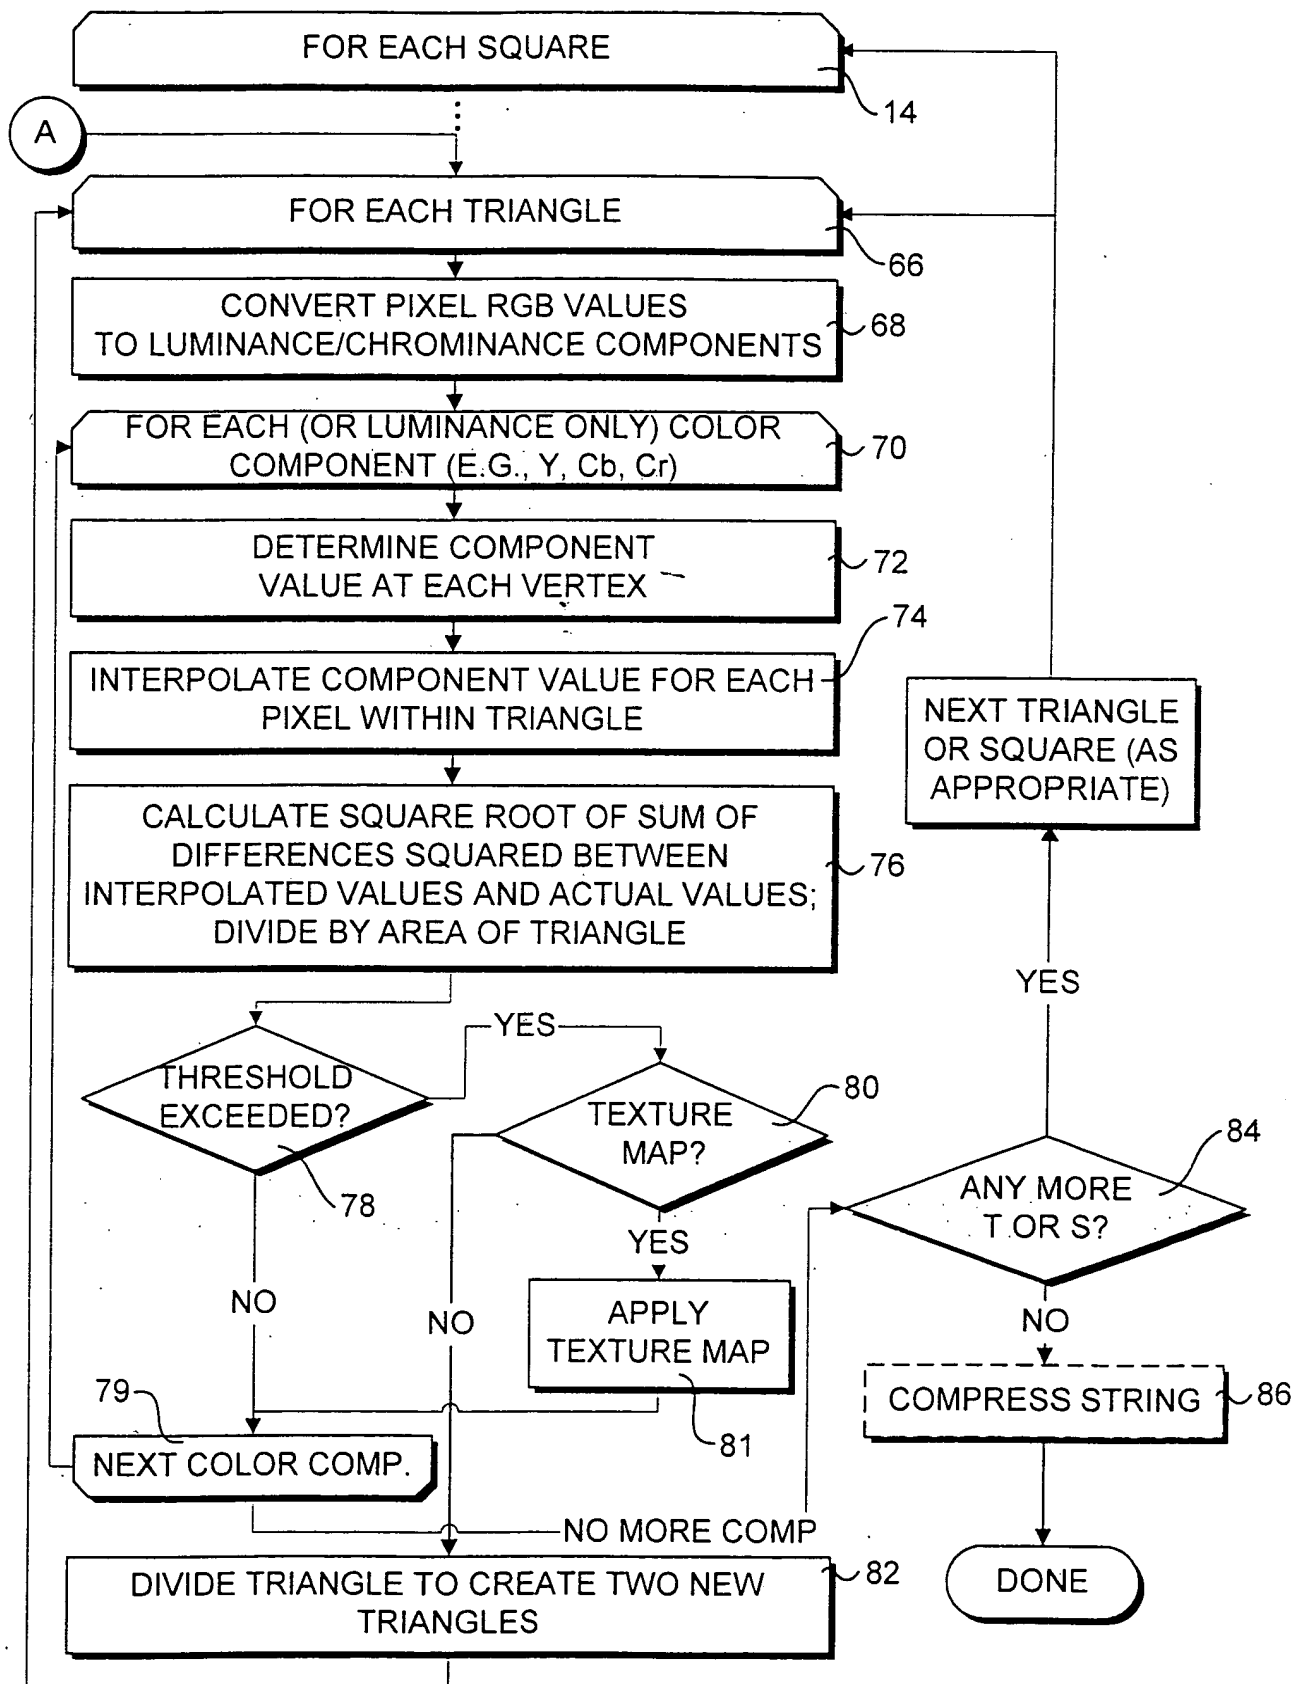 FOR EACH SQUARE
14
A
FOR EACH TRIANGLE
66
CONVERT PIXEL RGB VALUES
TO LUMINANCE/CHROMINANCE COMPONENTS
68
FOR EACH (OR LUMINANCE ONLY) COLOR
COMPONENT (E.G., Y, Cb, Cr)
70
DETERMINE COMPONENT
VALUE AT EACH VERTEX
72
74
INTERPOLATE COMPONENT VALUE FOR EACH
PIXEL WITHIN TRIANGLE
NEXT TRIANGLE
OR SQUARE (AS
APPROPRIATE)
CALCULATE SQUARE ROOT OF SUM OF
DIFFERENCES SQUARED BETWEEN
INTERPOLATED VALUES AND ACTUAL VALUES;
DIVIDE BY AREA OF TRIANGLE
76
YES
YES
THRESHOLD
EXCEEDED?
78
TEXTURE
MAP?
80
ANY MORE
T OR S?
84
YES
NO
NO
NO
APPLY
TEXTURE MAP
81
COMPRESS STRING
86
79
NEXT COLOR COMP.
NO MORE COMP
DIVIDE TRIANGLE TO CREATE TWO NEW
TRIANGLES
82
DONE